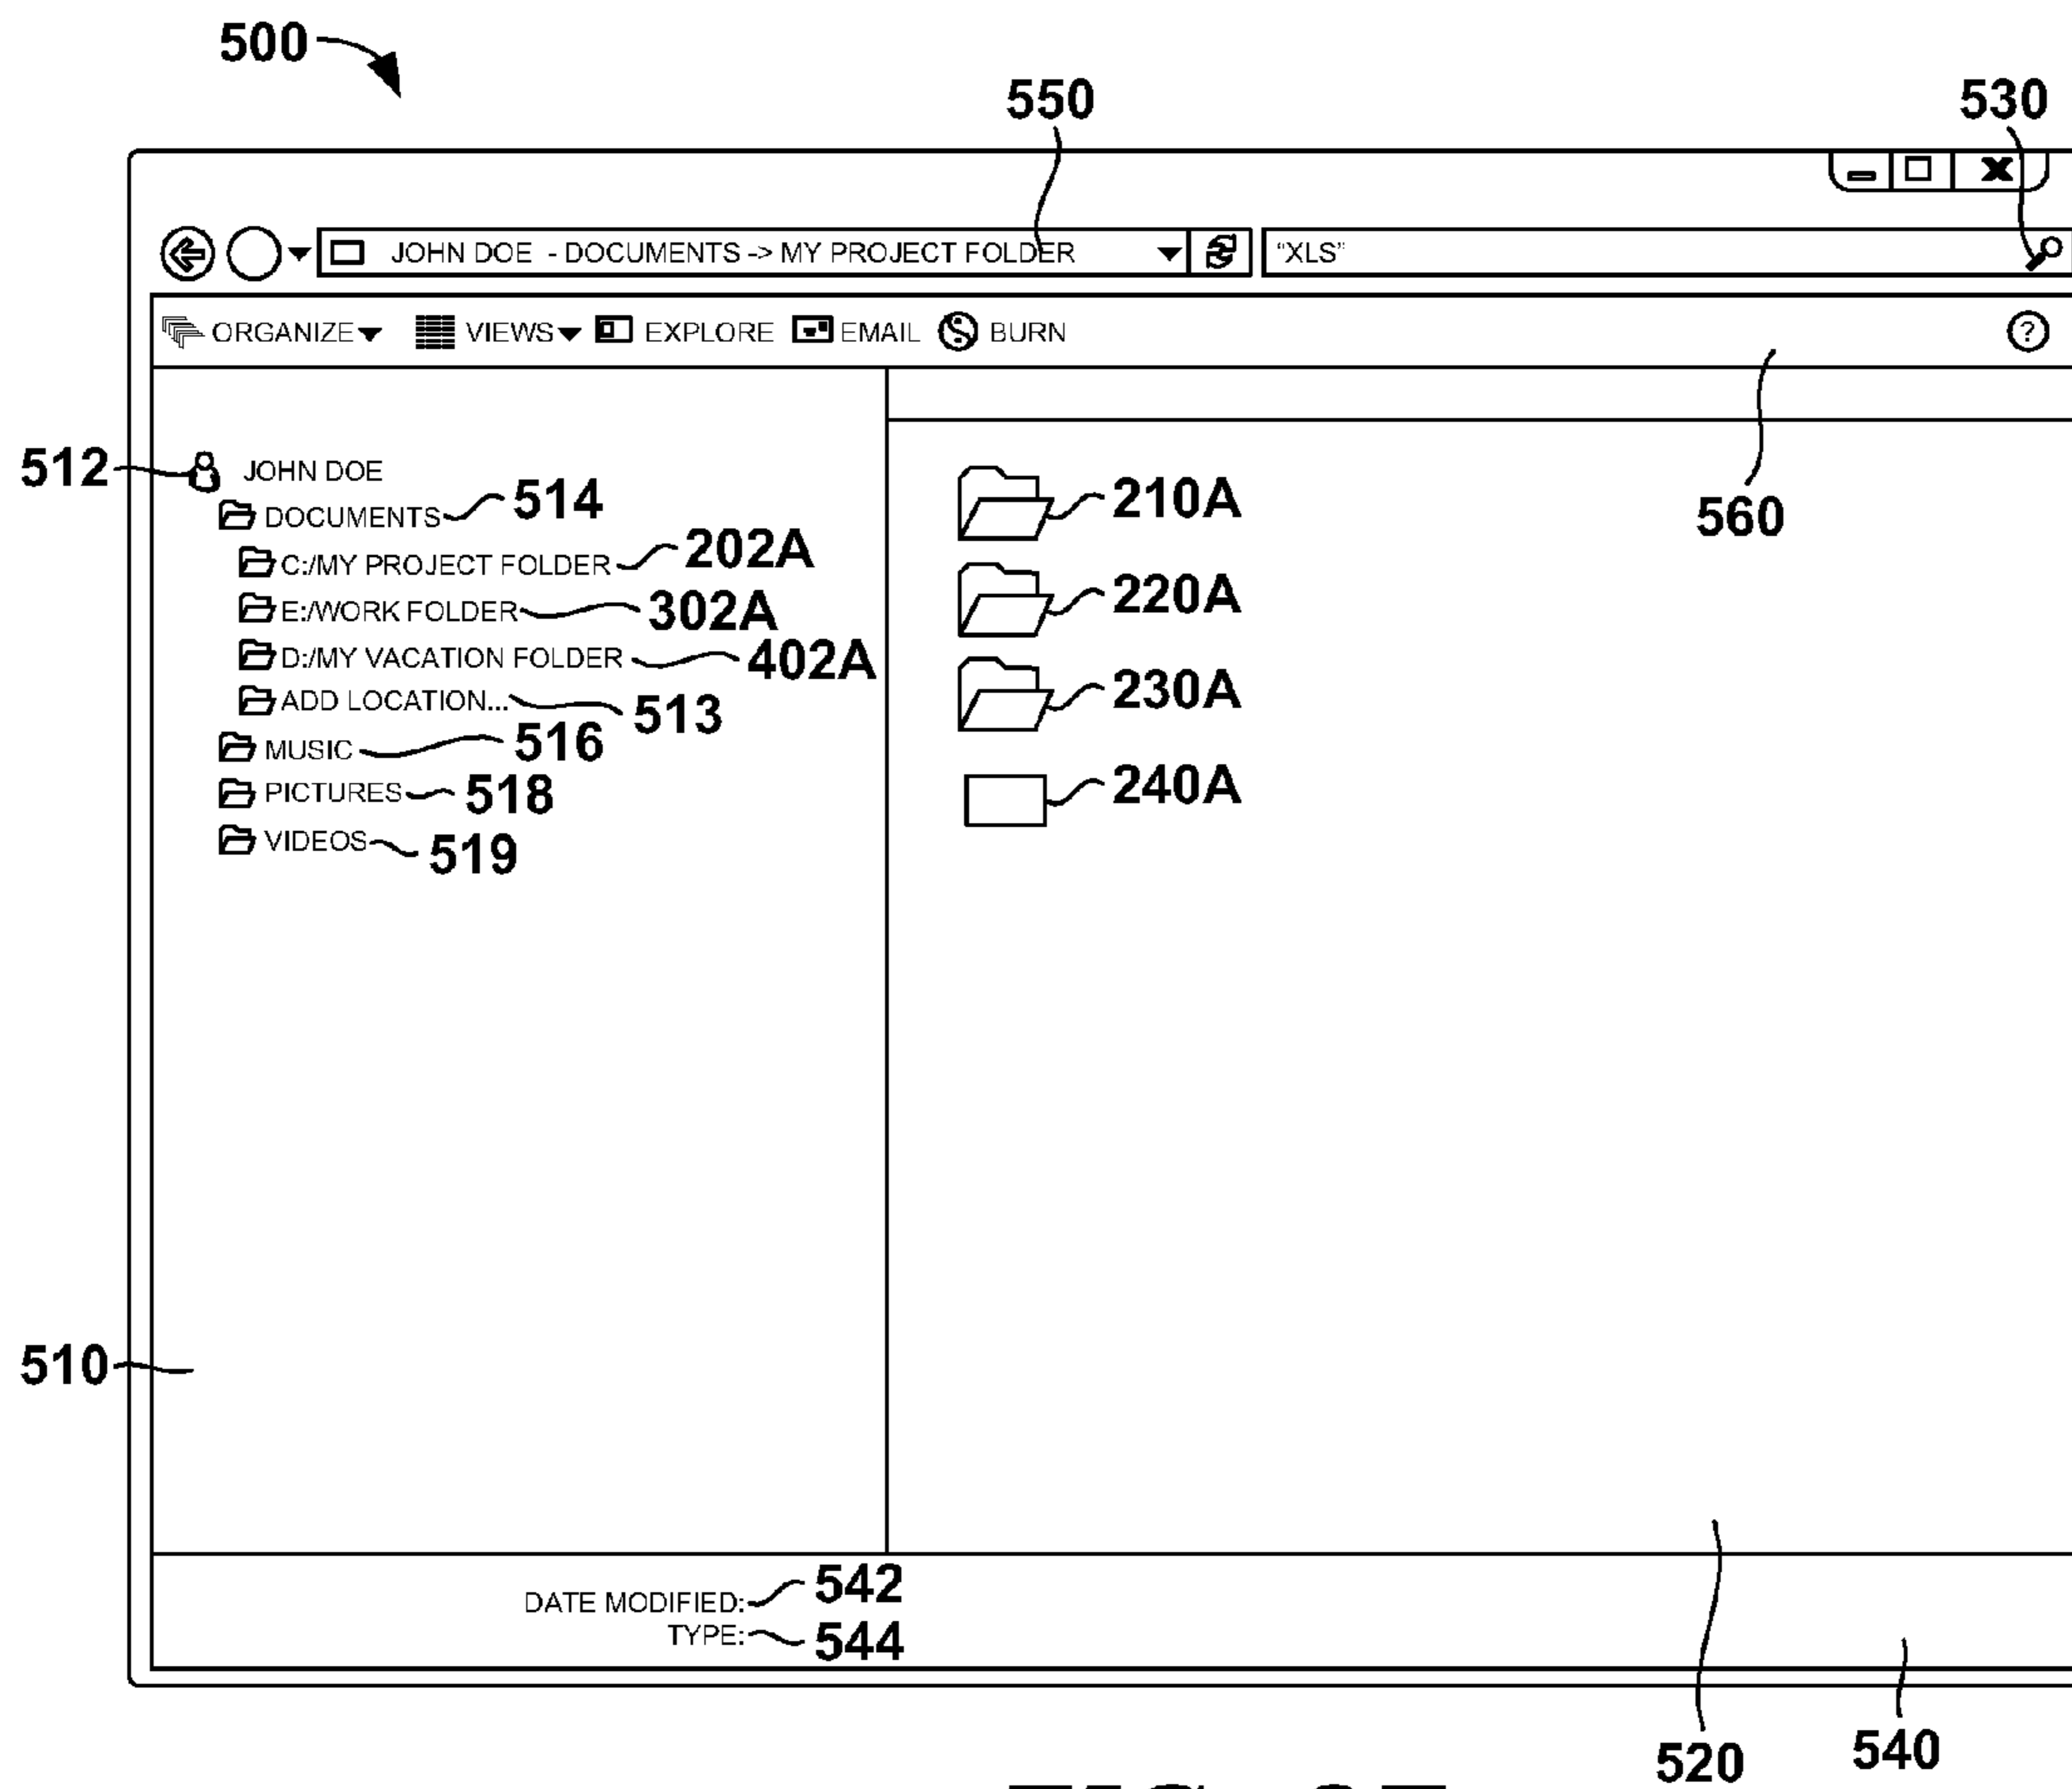 500
550
530
JOHN DOE - DOCUMENTS -> MY PROJECT FOLDER
“XLS”
ORGANIZE VIEWS EXPLORE EMAIL BURN ?
560
512 JOHN DOE
DOCUMENTS 514
C:/MY PROJECT FOLDER 202A
E:/WORK FOLDER 302A
D:/MY VACATION FOLDER 402A
ADD LOCATION... 513
MUSIC 516
PICTURES 518
VIDEOS 519
210A
220A
230A
240A
510
DATE MODIFIED: 542
TYPE: 544
520
540